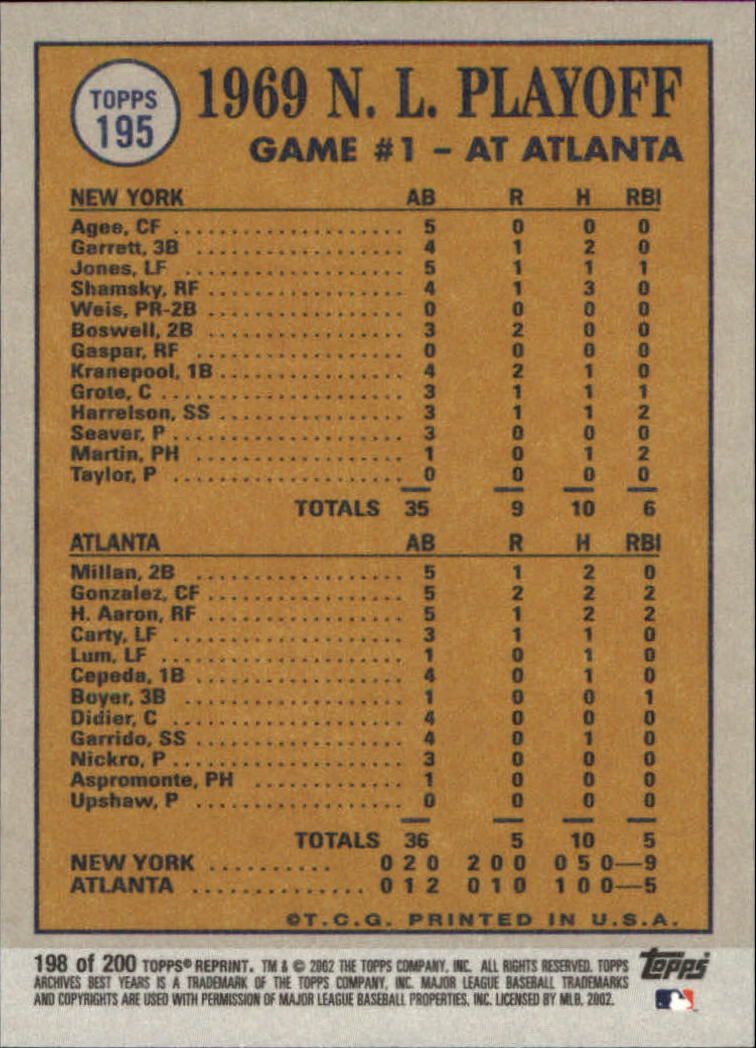 TOPPS
195
1969 N. L. PLAYOFF
GAME #1 – AT ATLANTA
NEW YORK AB R H RBI
Agee, CF .................... 5 0 0 0
Garrett, 3B .................... 4 1 2 0
Jones, LF .................... 5 1 1 1
Shamsky, RF .................... 4 1 3 0
Weis, PR-2B .................... 0 0 0 0
Boswell, 2B .................... 3 2 0 0
Gaspar, RF .................... 0 0 0 0
Kranepool, 1B .................... 4 2 1 0
Grote, C .................... 3 1 1 1
Harrelson, SS .................... 3 1 1 2
Seaver, P .................... 3 0 0 0
Martin, PH .................... 1 0 1 2
Taylor, P .................... 0 0 0 0
TOTALS 35 9 10 6
ATLANTA AB R H RBI
Millan, 2B .................... 5 1 2 0
Gonzalez, CF .................... 5 2 2 2
H. Aaron, RF .................... 5 1 2 2
Carty, LF .................... 3 1 1 0
Lum, LF .................... 1 0 1 0
Cepeda, 1B .................... 4 0 1 0
Boyer, 3B .................... 1 0 0 1
Didier, C .................... 4 0 0 0
Garrido, SS .................... 4 0 1 0
Nickro, P .................... 3 0 0 0
Aspromonte, PH .................... 1 0 0 0
Upshaw, P .................... 0 0 0 0
TOTALS 36 5 10 5
NEW YORK .......... 0 2 0 2 0 0 0 5 0—9
ATLANTA .............. 0 1 2 0 1 0 1 0 0—5
©T.C.G. PRINTED IN U.S.A.
198 of 200 TOPPS® REPRINT. TM & © 2002 THE TOPPS COMPANY, INC. ALL RIGHTS RESERVED. TOPPS
ARCHIVES BEST YEARS IS A TRADEMARK OF THE TOPPS COMPANY, INC. MAJOR LEAGUE BASEBALL TRADEMARKS
AND COPYRIGHTS ARE USED WITH PERMISSION OF MAJOR LEAGUE BASEBALL PROPERTIES, INC. LICENSED BY MLB, 2002.
Topps